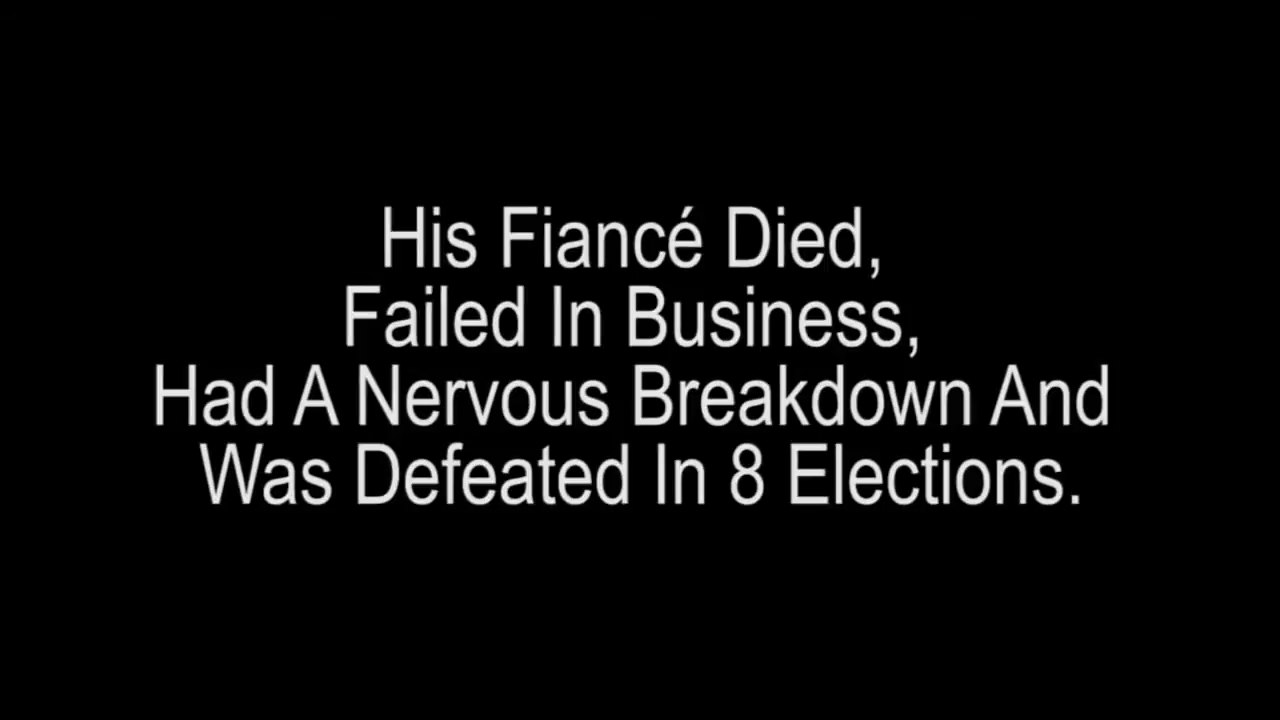 His Fiancé Died,
Failed In Business,
Had A Nervous Breakdown And
Was Defeated In 8 Elections.